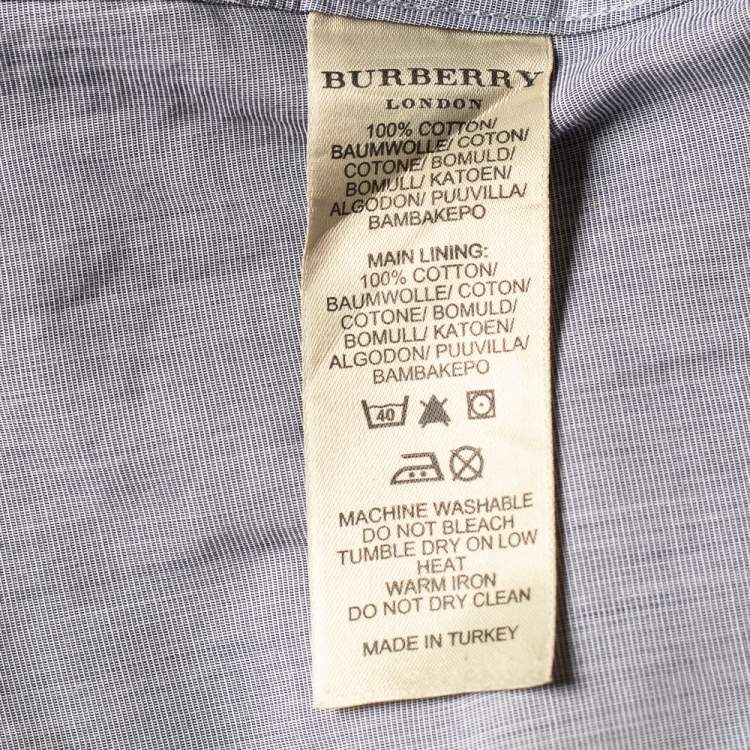 BURBERRY
LONDON
100% COTTON/
BAUMWOLLE/ COTON/
COTONE/ BOMULD/
BOMULL/ KATOEN/
ALGODON/ PUUVILLA/
BAMBAKEPO
MAIN LINING:
100% COTTON/
BAUMWOLLE/ COTON/
COTONE/ BOMULD/
BOMULL/ KATOEN/
ALGODON/ PUUVILLA/
BAMBAKEPO
40
MACHINE WASHABLE
DO NOT BLEACH
TUMBLE DRY ON LOW
HEAT
WARM IRON
DO NOT DRY CLEAN
MADE IN TURKEY